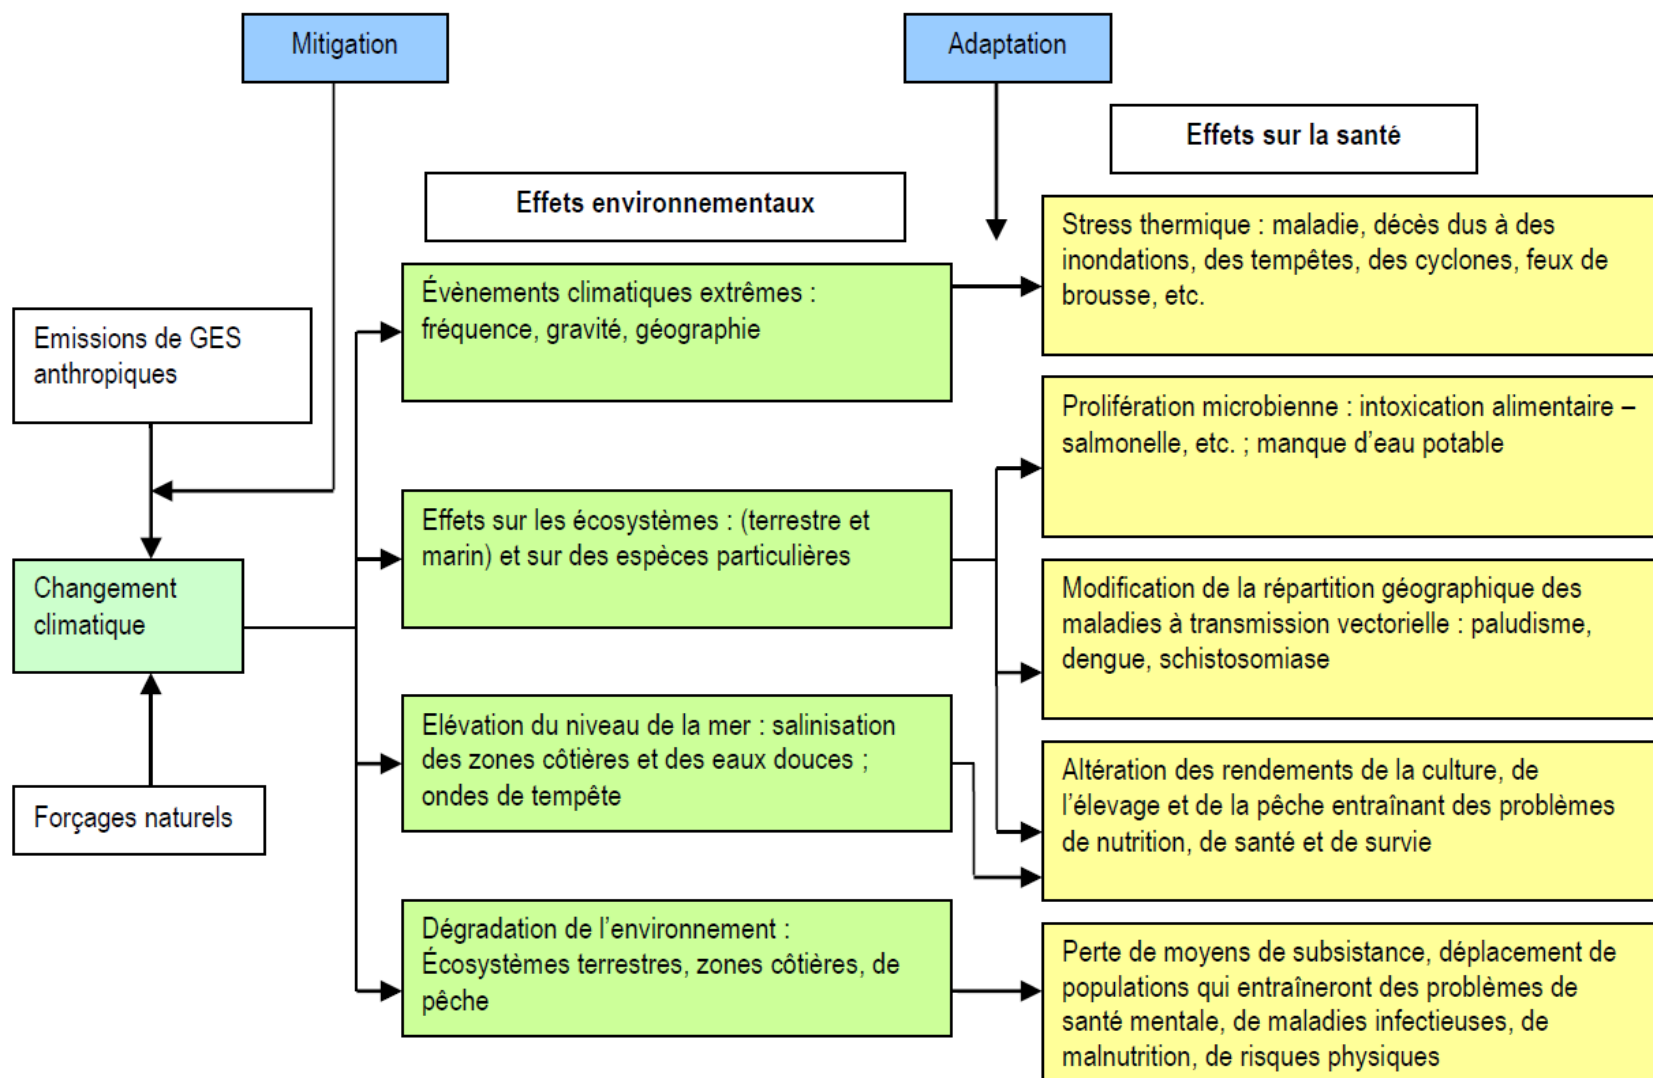 Mitigation
Adaptation
Effets sur la santé
Effets environnementaux
Stress thermique : maladie, décès dus à des
inondations, des tempêtes, des cyclones, feux de
brousse, etc.
Évènements climatiques extrêmes :
fréquence, gravité, géographie
Emissions de GES
anthropiques
Prolifération microbienne : intoxication alimentaire –
salmonelle, etc. ; manque d’eau potable
Effets sur les écosystèmes : (terrestre et
marin) et sur des espèces particulières
Changement
climatique
Modification de la répartition géographique des
maladies à transmission vectorielle : paludisme,
dengue, schistosomiase
Elévation du niveau de la mer : salinisation
des zones côtières et des eaux douces ;
ondes de tempête
Forçages naturels
Altération des rendements de la culture, de
l’élevage et de la pêche entraînant des problèmes
de nutrition, de santé et de survie
Dégradation de l’environnement :
Écosystèmes terrestres, zones côtières, de
pêche
Perte de moyens de subsistance, déplacement de
populations qui entraîneront des problèmes de
santé mentale, de maladies infectieuses, de
malnutrition, de risques physiques